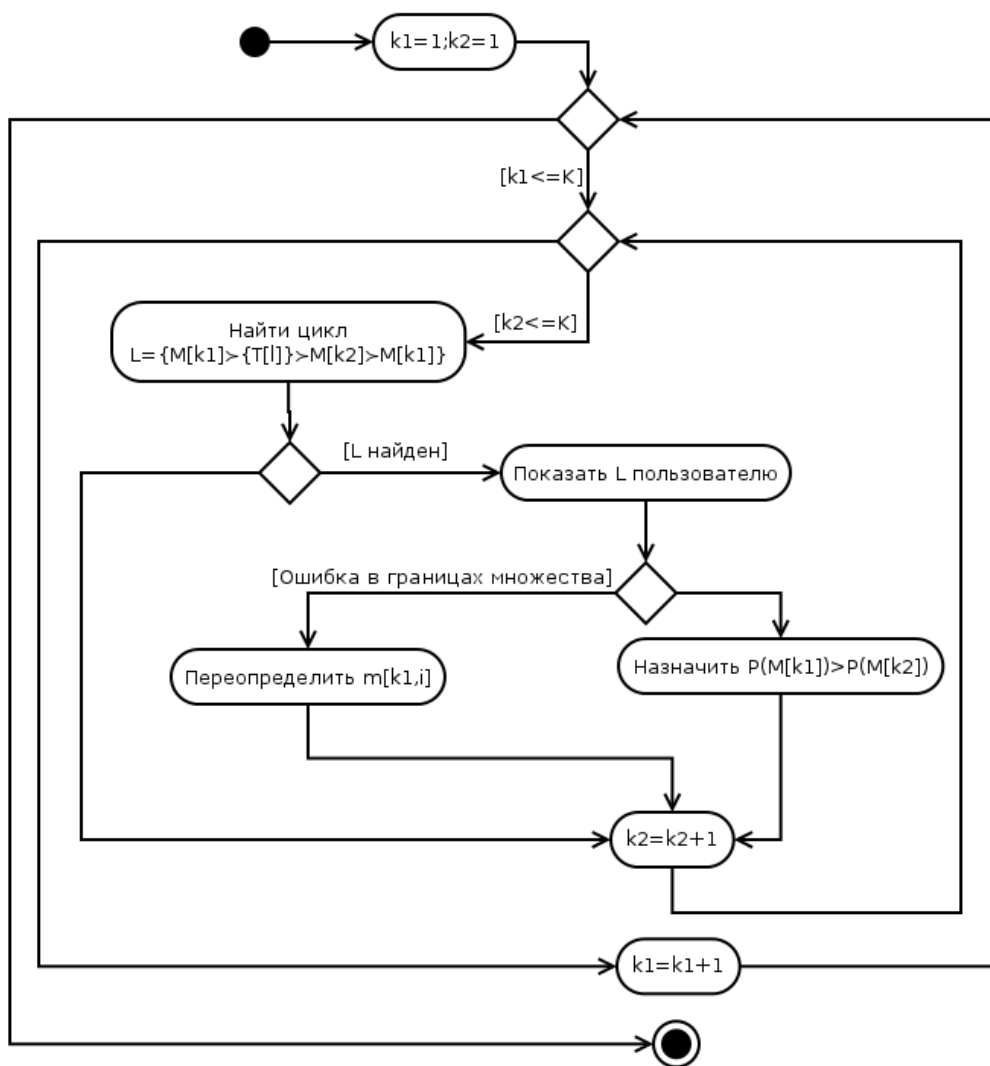 k1=1;k2=1
[k1<=K]
[k2<=K]
Найти цикл
L={M[k1]≻{T[l]}≻M[k2]≻M[k1]}
[L найден]
Показать L пользователю
[Ошибка в границах множества]
Переопределить m[k1,i]
Назначить P(M[k1])>P(M[k2])
k2=k2+1
k1=k1+1